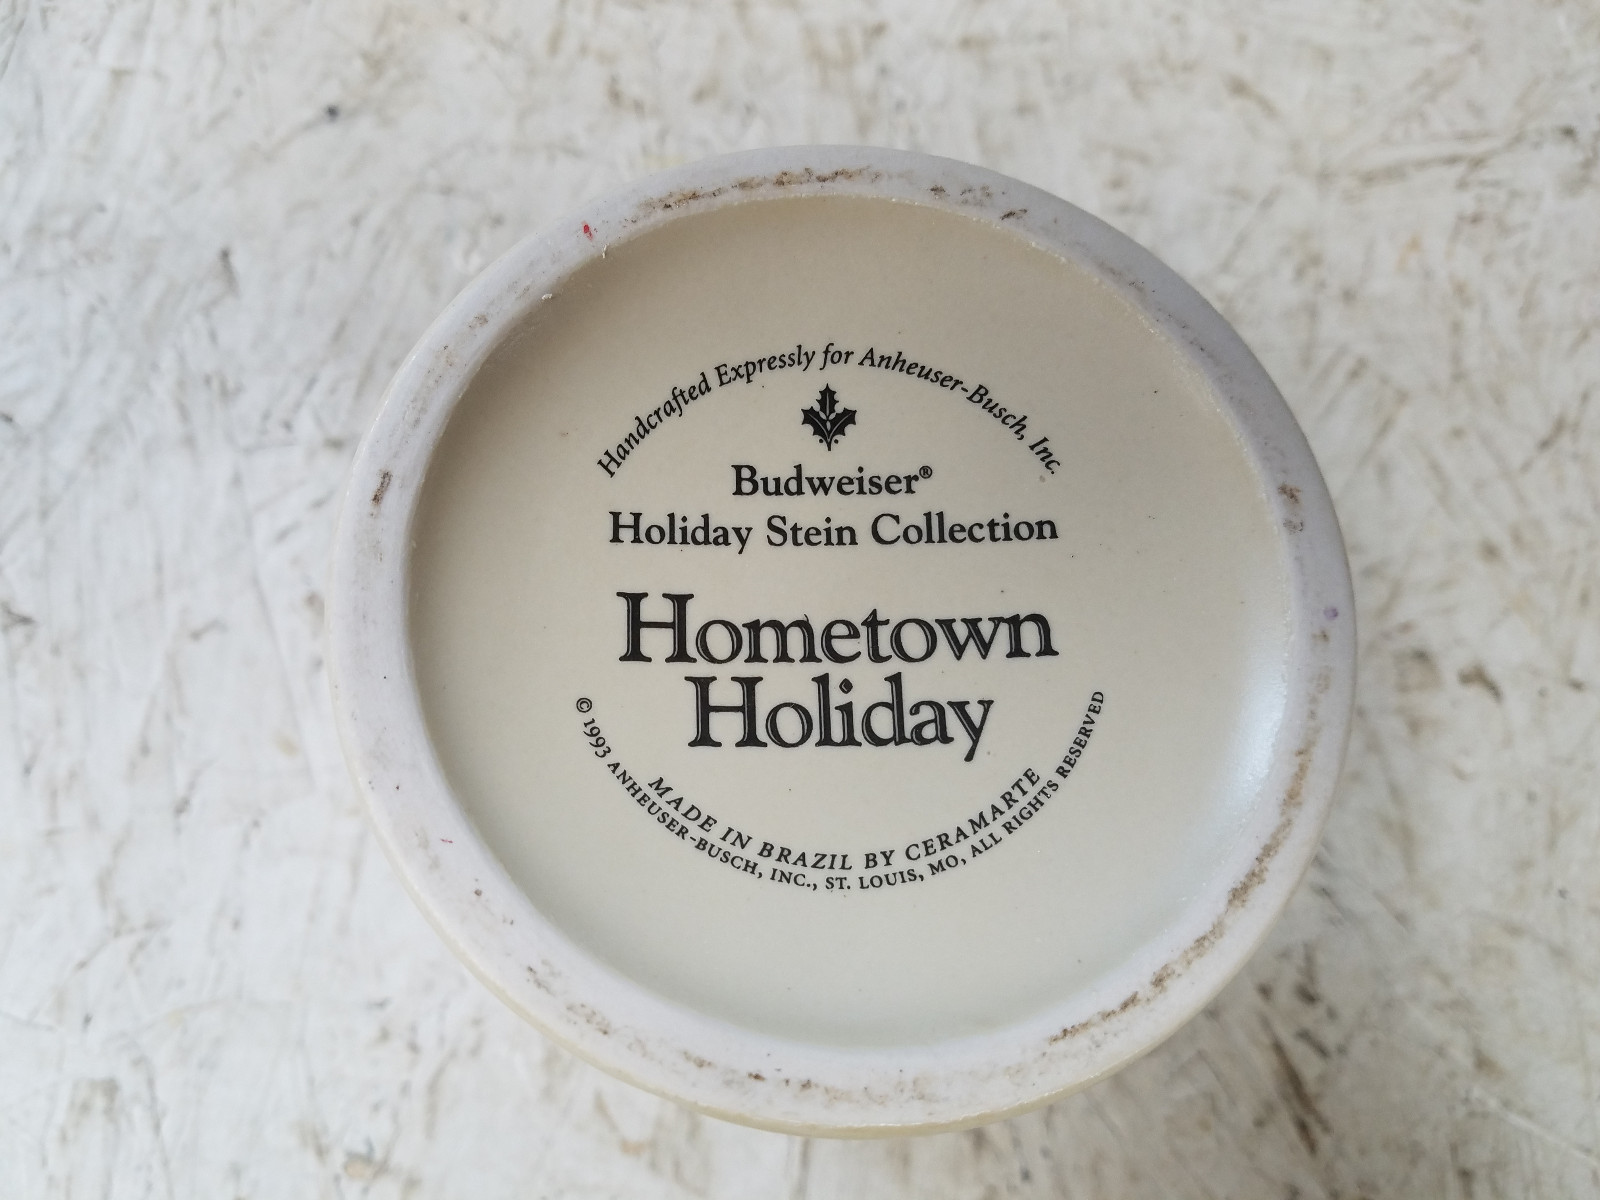 Handcrafted Expressly for Anheuser-Busch, Inc.
Budweiser®
Holiday Stein Collection
Hometown
Holiday
MADE IN BRAZIL BY CERAMARTE
© 1993 ANHEUSER-BUSCH, INC., ST. LOUIS, MO, ALL RIGHTS RESERVED